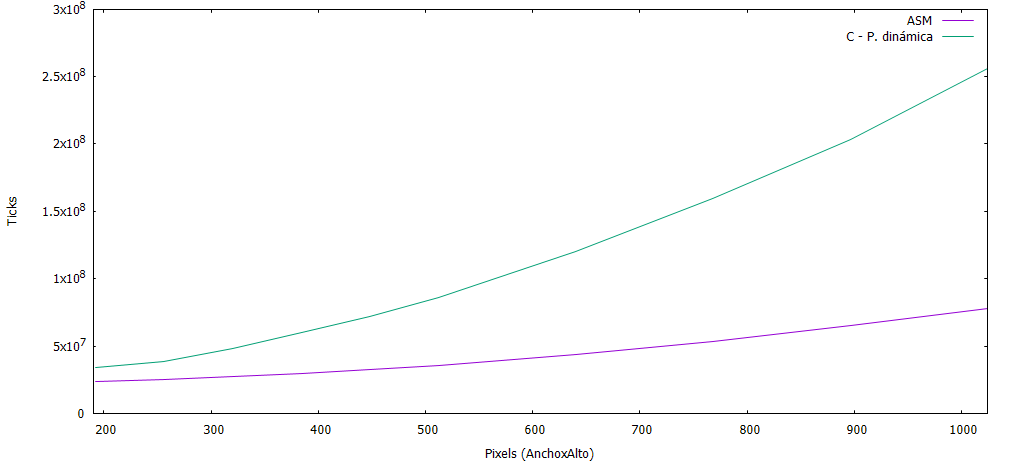 3x10^8
2.5x10^8
2x10^8
1.5x10^8
1x10^8
5x10^7
0
Ticks
ASM
C - P. dinámica
200 300 400 500 600 700 800 900 1000
Pixels (AnchoxAlto)